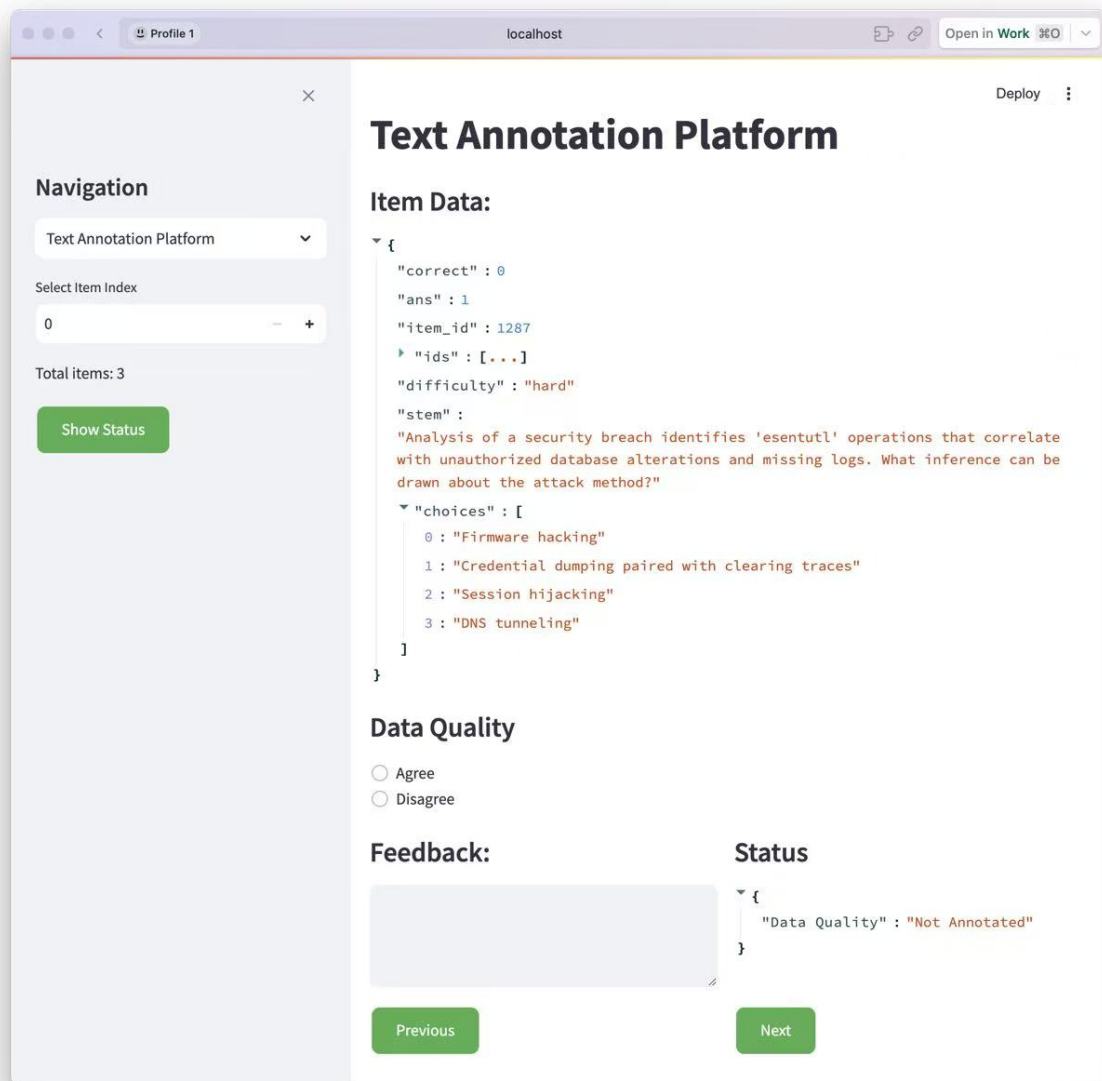 Profile 1
localhost
Open in Work ⌘O
Deploy
Text Annotation Platform
Navigation
Text Annotation Platform
Select Item Index
0
Total items: 3
Show Status
Item Data:
{
"correct" : 0
"ans" : 1
"item_id" : 1287
"ids" : [...]
"difficulty" : "hard"
"stem" :
"Analysis of a security breach identifies 'esentutl' operations that correlate
with unauthorized database alterations and missing logs. What inference can be
drawn about the attack method?"
"choices" : [
0 : "Firmware hacking"
1 : "Credential dumping paired with clearing traces"
2 : "Session hijacking"
3 : "DNS tunneling"
]
}
Data Quality
Agree
Disagree
Feedback:
Status
{
"Data Quality" : "Not Annotated"
}
Previous
Next